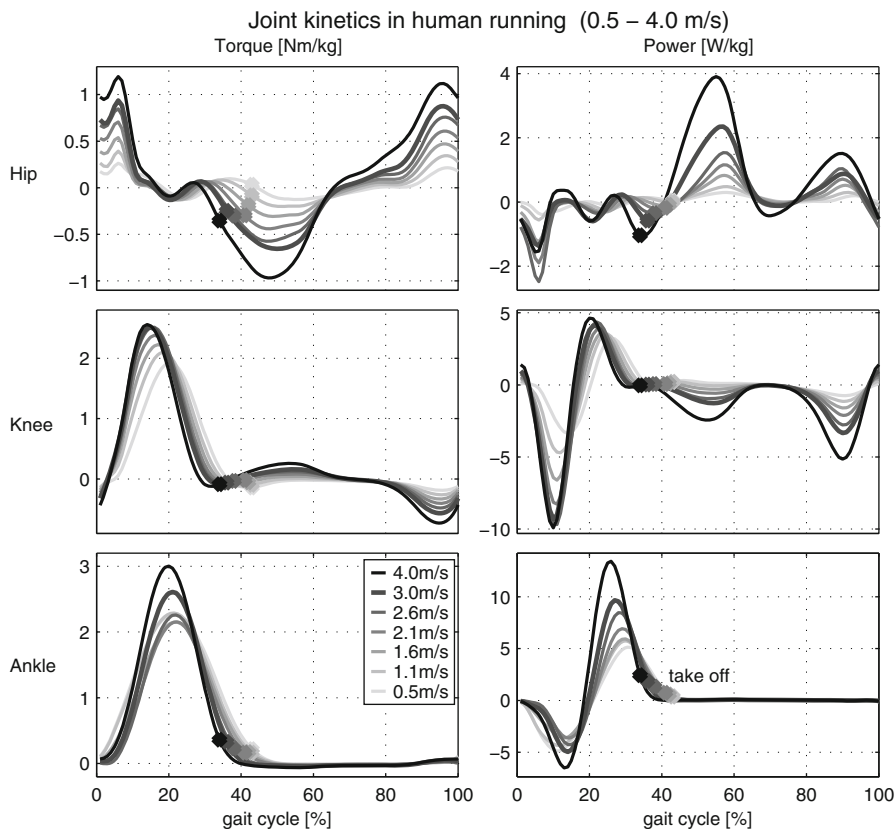 Joint kinetics in human running (0.5 – 4.0 m/s)
Torque [Nm/kg]
Power [W/kg]
Hip
1
0.5
0
−0.5
−1
4
2
0
−2
Knee
2
1
0
5
0
−5
−10
Ankle
3
2
1
0
4.0m/s
3.0m/s
2.6m/s
2.1m/s
1.6m/s
1.1m/s
0.5m/s
10
5
0
−5
take off
0 20 40 60 80 100
0 20 40 60 80 100
gait cycle [%]
gait cycle [%]